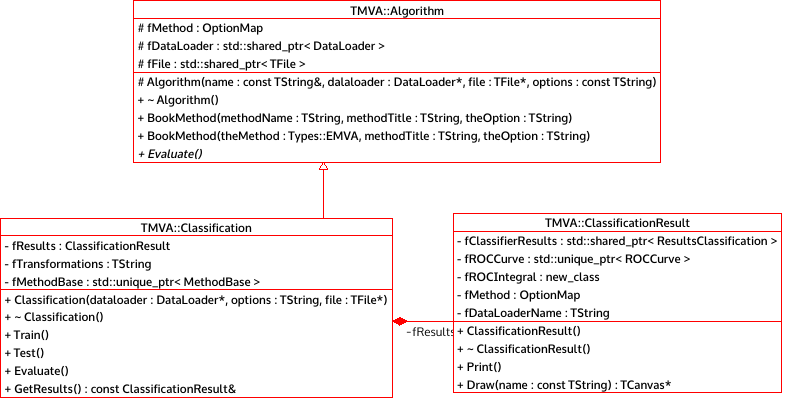 TMVA::Algorithm
# fMethod : OptionMap
# fDataLoader : std::shared_ptr< DataLoader >
# fFile : std::shared_ptr< TFile >
# Algorithm(name : const TString&, dalaloader : DataLoader*, file : TFile*, options : const TString)
+ ~ Algorithm()
+ BookMethod(methodName : TString, methodTitle : TString, theOption : TString)
+ BookMethod(theMethod : Types::EMVA, methodTitle : TString, theOption : TString)
+ Evaluate()
TMVA::Classification
- fResults : ClassificationResult
- fTransformations : TString
- fMethodBase : std::unique_ptr< MethodBase >
+ Classification(dataloader : DataLoader*, options : TString, file : TFile*)
+ ~ Classification()
+ Train()
+ Test()
+ Evaluate()
+ GetResults() : const ClassificationResult&
-fResults
TMVA::ClassificationResult
- fClassifierResults : std::shared_ptr< ResultsClassification >
- fROCCurve : std::unique_ptr< ROCCurve >
- fROCIntegral : new_class
- fMethod : OptionMap
- fDataLoaderName : TString
+ ClassificationResult()
+ ~ ClassificationResult()
+ Print()
+ Draw(name : const TString) : TCanvas*